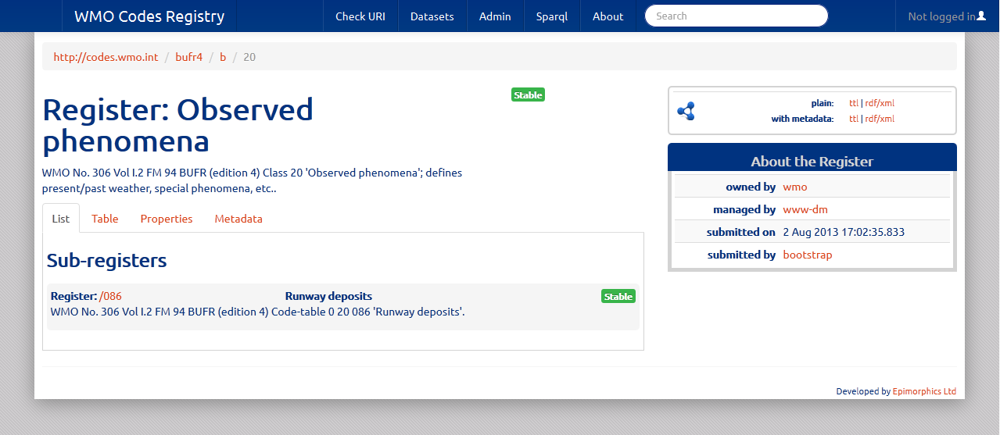 WMO Codes Registry
Check URI
Datasets
Admin
Sparql
About
Search
Not logged in
http://codes.wmo.int / bufr4 / b / 20
Register: Observed
phenomena
Stable
WMO No. 306 Vol I.2 FM 94 BUFR (edition 4) Class 20 'Observed phenomena'; defines
present/past weather, special phenomena, etc..
List
Table
Properties
Metadata
Sub-registers
Register: /086 Runway deposits Stable
WMO No. 306 Vol I.2 FM 94 BUFR (edition 4) Code-table 0 20 086 'Runway deposits'.
plain: ttl | rdf/xml
with metadata: ttl | rdf/xml
About the Register
owned by wmo
managed by www-dm
submitted on 2 Aug 2013 17:02:35.833
submitted by bootstrap
Developed by Epimorphics Ltd